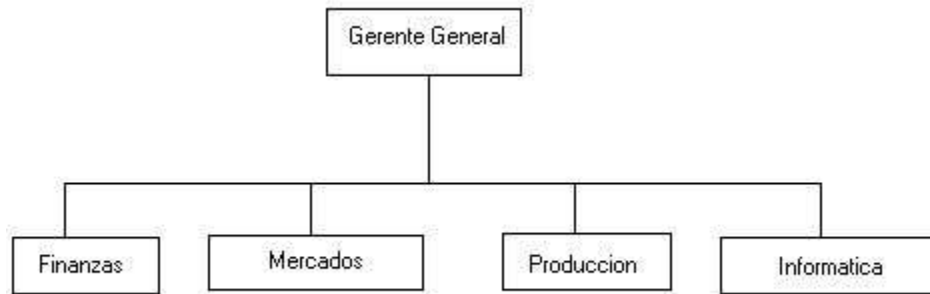 Gerente General
Finanzas
Mercados
Produccion
Informatica